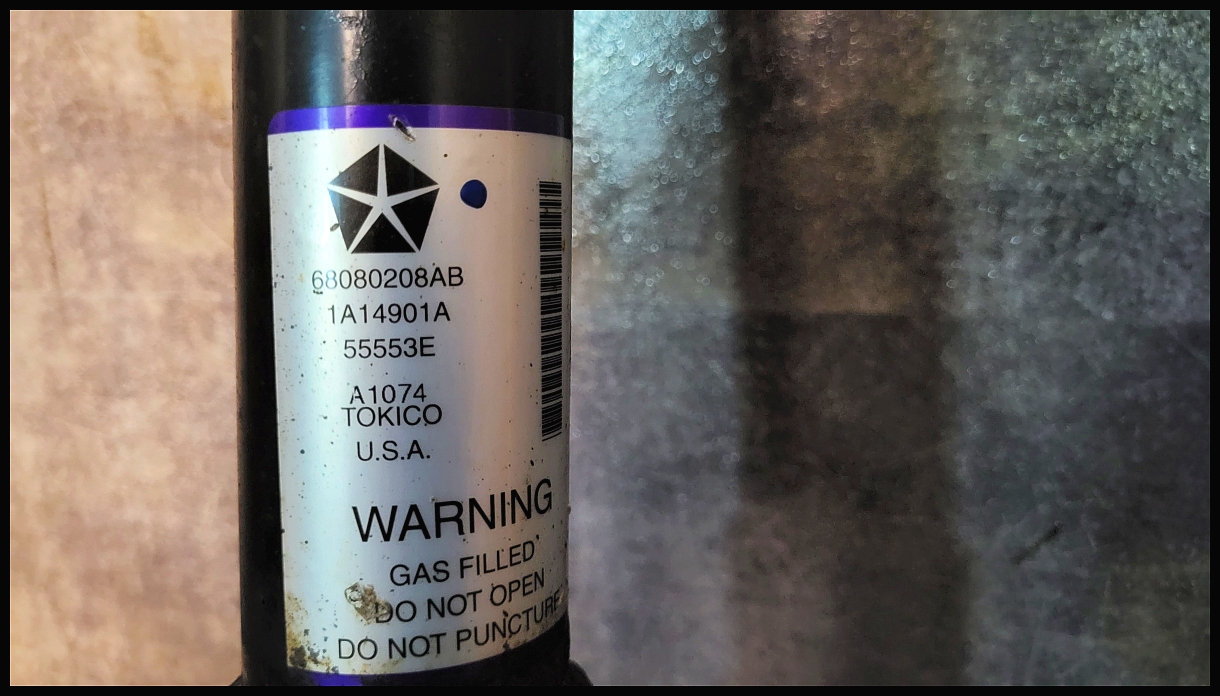 68080208AB
1A14901A
55553E
A1074
TOKICO
U.S.A.
WARNING
GAS FILLED
DO NOT OPEN
DO NOT PUNCTURE